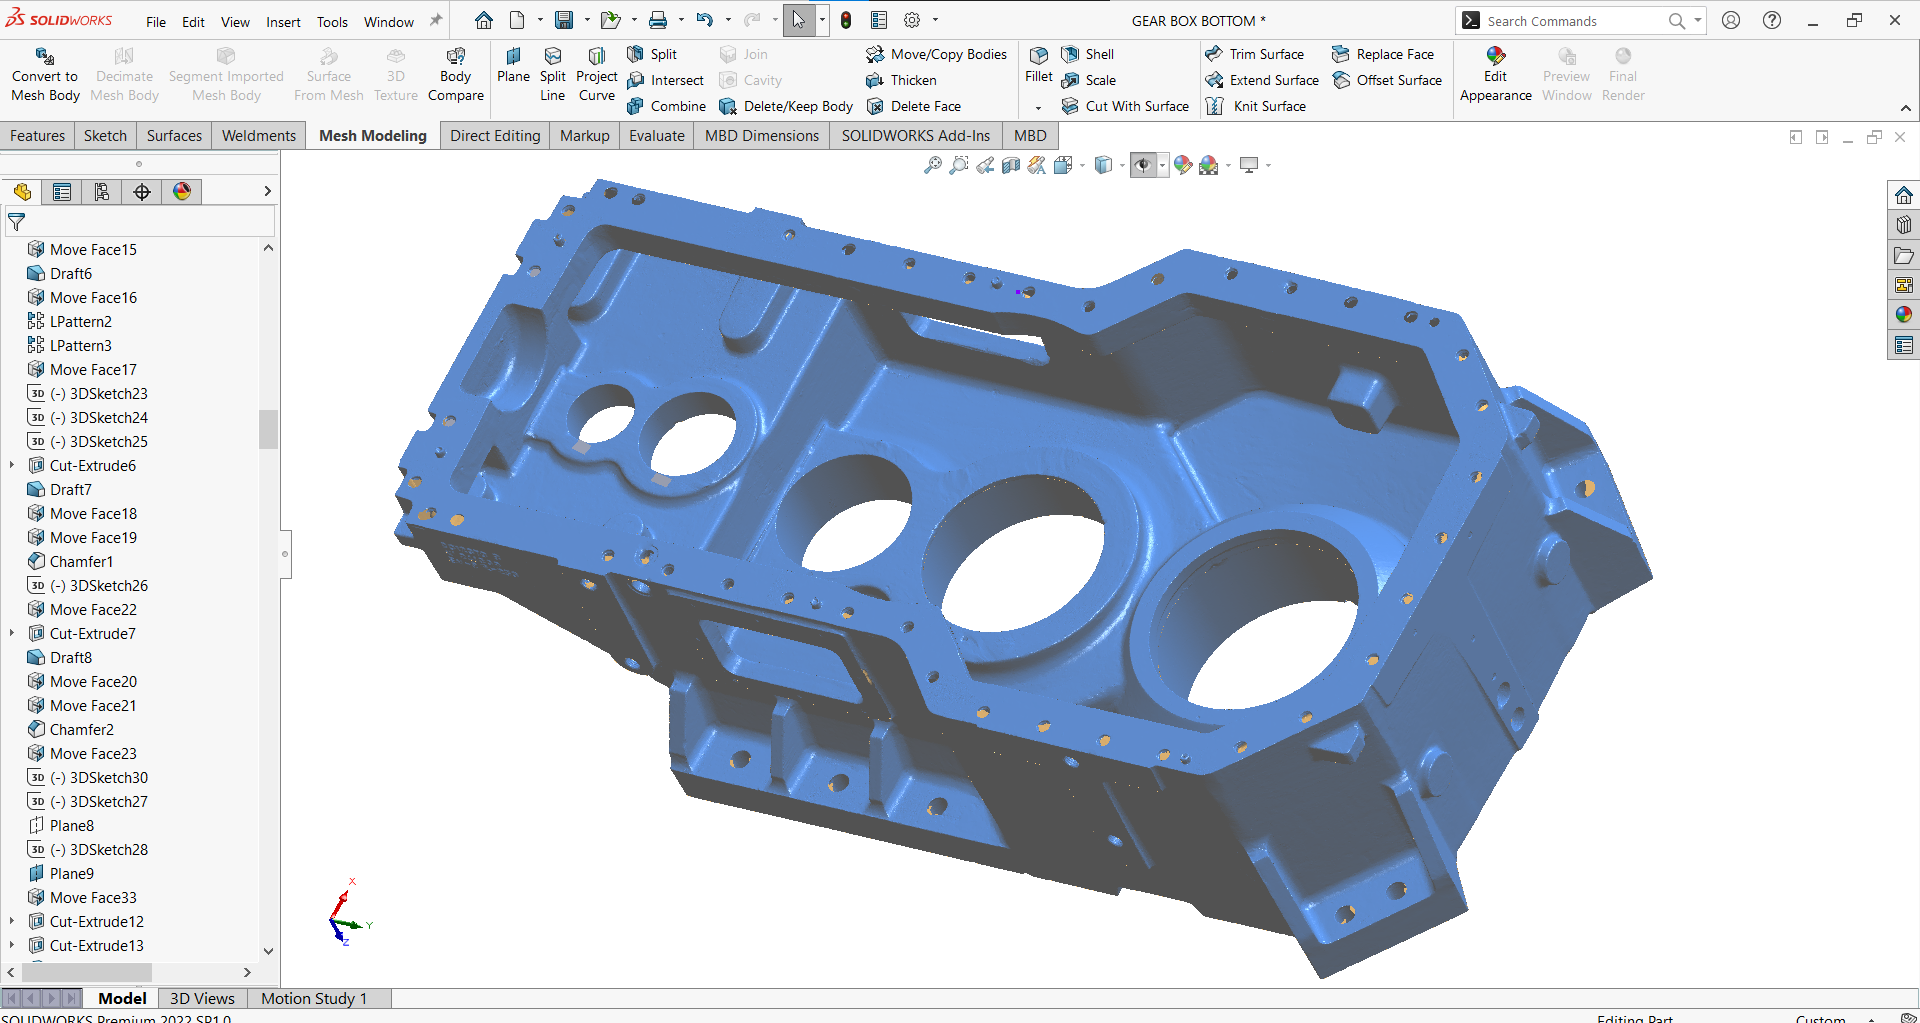 SOLIDWORKS File Edit View Insert Tools Window GEAR BOX BOTTOM * Search Commands
Convert to Mesh Body
Decimate Mesh Body
Segment Imported Mesh Body
Surface From Mesh
3D Texture
Body Compare
Plane
Split Line
Project Curve
Split
Intersect
Combine
Join
Cavity
Delete/Keep Body
Move/Copy Bodies
Thicken
Delete Face
Fillet
Shell
Scale
Cut With Surface
Trim Surface
Extend Surface
Knit Surface
Replace Face
Offset Surface
Edit Appearance
Preview Window
Final Render
Features Sketch Surfaces Weldments Mesh Modeling Direct Editing Markup Evaluate MBD Dimensions SOLIDWORKS Add-Ins MBD
Move Face15
Draft6
Move Face16
LPattern2
LPattern3
Move Face17
3D (-) 3DSketch23
3D (-) 3DSketch24
3D (-) 3DSketch25
Cut-Extrude6
Draft7
Move Face18
Move Face19
Chamfer1
3D (-) 3DSketch26
Move Face22
Cut-Extrude7
Draft8
Move Face20
Move Face21
Chamfer2
Move Face23
3D (-) 3DSketch30
3D (-) 3DSketch27
Plane8
3D (-) 3DSketch28
Plane9
Move Face33
Cut-Extrude12
Cut-Extrude13
X
Y
Z
Model 3D Views Motion Study 1
SOLIDWORKS Premium 2022 SP1.0 Editing Part Custom